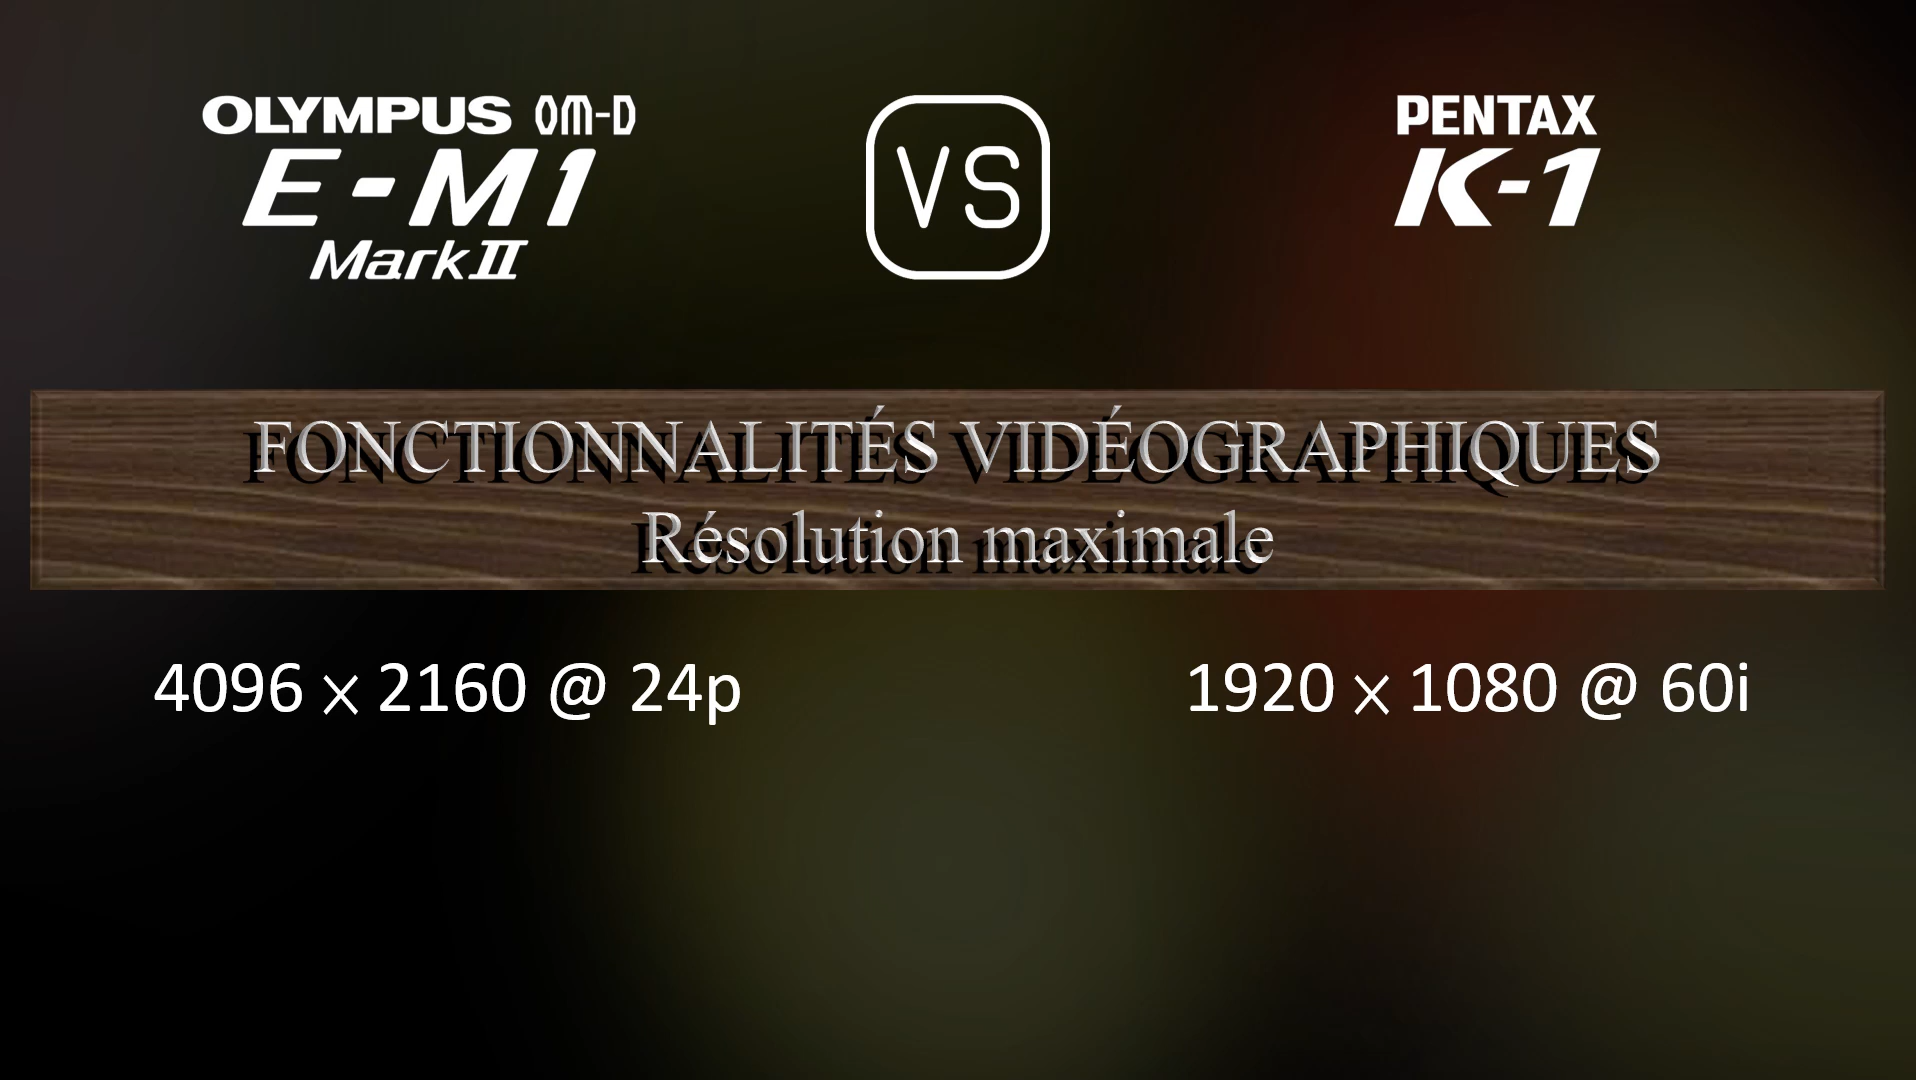 OLYMPUS OM-D
E-M1
Mark II
VS
PENTAX
K-1
FONCTIONNALITÉS VIDÉOGRAPHIQUES
Résolution maximale
4096 x 2160 @ 24p
1920 x 1080 @ 60i